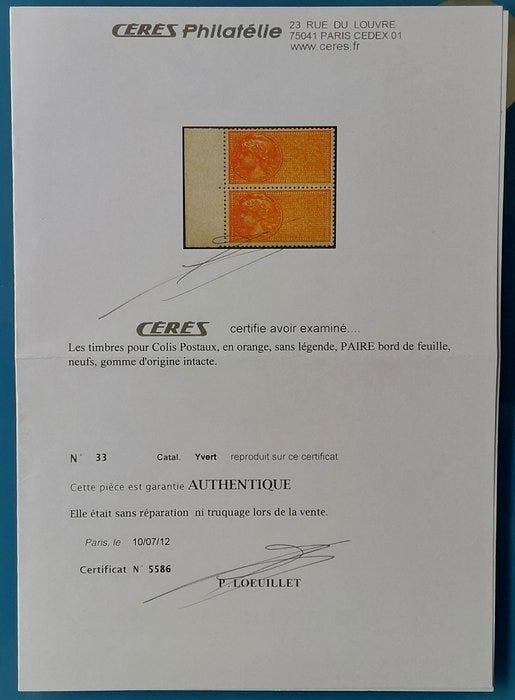 CERES Philatélie 23 RUE DU LOUVRE
75041 PARIS CEDEX 01
www.ceres.fr
CERES certifie avoir examiné....
Les timbres pour Colis Postaux, en orange, sans légende, PAIRE bord de feuille,
neufs, gomme d'origine intacte.
N° 33 Catal. Yvert reproduit sur ce certificat
Cette pièce est garantie AUTHENTIQUE
Elle était sans réparation ni truquage lors de la vente.
Paris, le 10/07/12
Certificat N° 5586
P. LOEUILLET